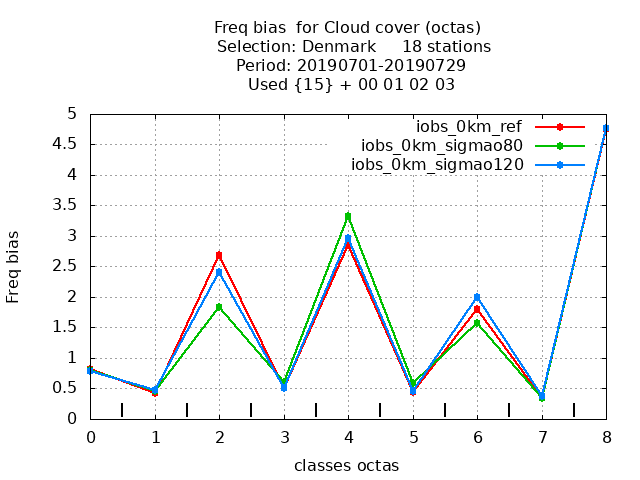 Freq bias  for Cloud cover (octas)
Selection: Denmark     18 stations
Period: 20190701-20190729
Used {15} + 00 01 02 03
iobs_0km_ref
iobs_0km_sigmao80
iobs_0km_sigmao120
5
4.5
4
3.5
3
2.5
2
1.5
1
0.5
0
Freq bias
0 1 2 3 4 5 6 7 8
classes octas